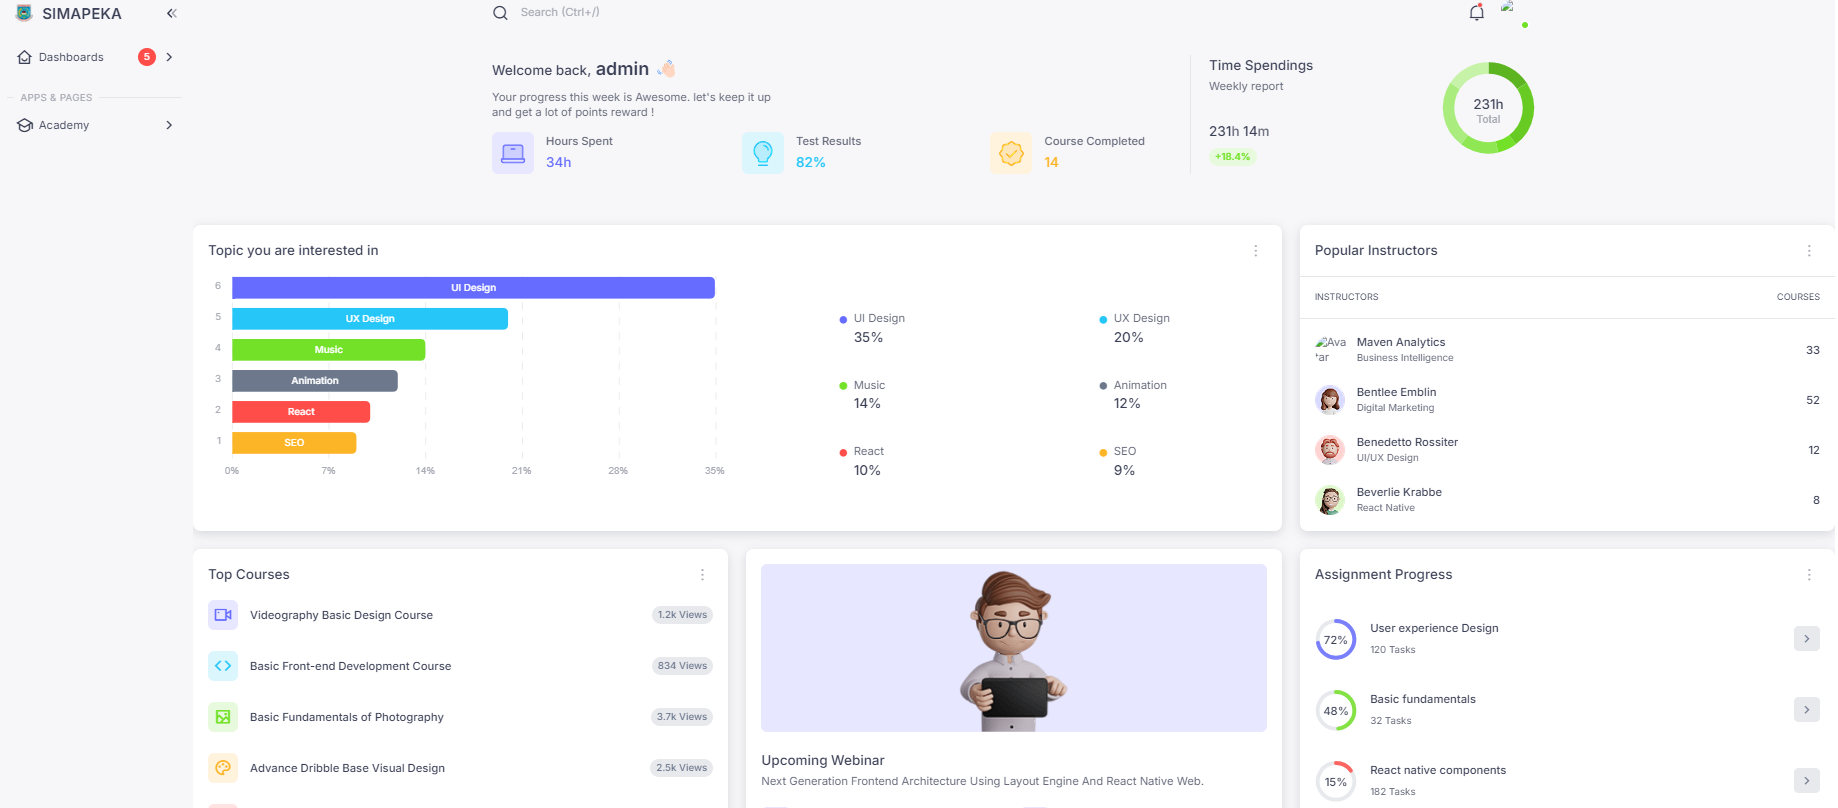 SIMAPEKA
Search (Ctrl+/)
Dashboards
5
APPS & PAGES
Academy
Welcome back, admin 👋🏻
Your progress this week is Awesome. let's keep it up
and get a lot of points reward !
Hours Spent
34h
Test Results
82%
Course Completed
14
Time Spendings
Weekly report
231h 14m
+18.4%
231h
Total
Topic you are interested in
6
UI Design
5
UX Design
4
Music
3
Animation
2
React
1
SEO
0%
7%
14%
21%
28%
35%
UI Design
35%
UX Design
20%
Music
14%
Animation
12%
React
10%
SEO
9%
Popular Instructors
INSTRUCTORS
COURSES
Ava
tar
Maven Analytics
Business Intelligence
33
Bentlee Emblin
Digital Marketing
52
Benedetto Rossiter
UI/UX Design
12
Beverlie Krabbe
React Native
8
Top Courses
Videography Basic Design Course
1.2k Views
Basic Front-end Development Course
834 Views
Basic Fundamentals of Photography
3.7k Views
Advance Dribble Base Visual Design
2.5k Views
Upcoming Webinar
Next Generation Frontend Architecture Using Layout Engine And React Native Web.
Assignment Progress
72%
User experience Design
120 Tasks
48%
Basic fundamentals
32 Tasks
15%
React native components
182 Tasks